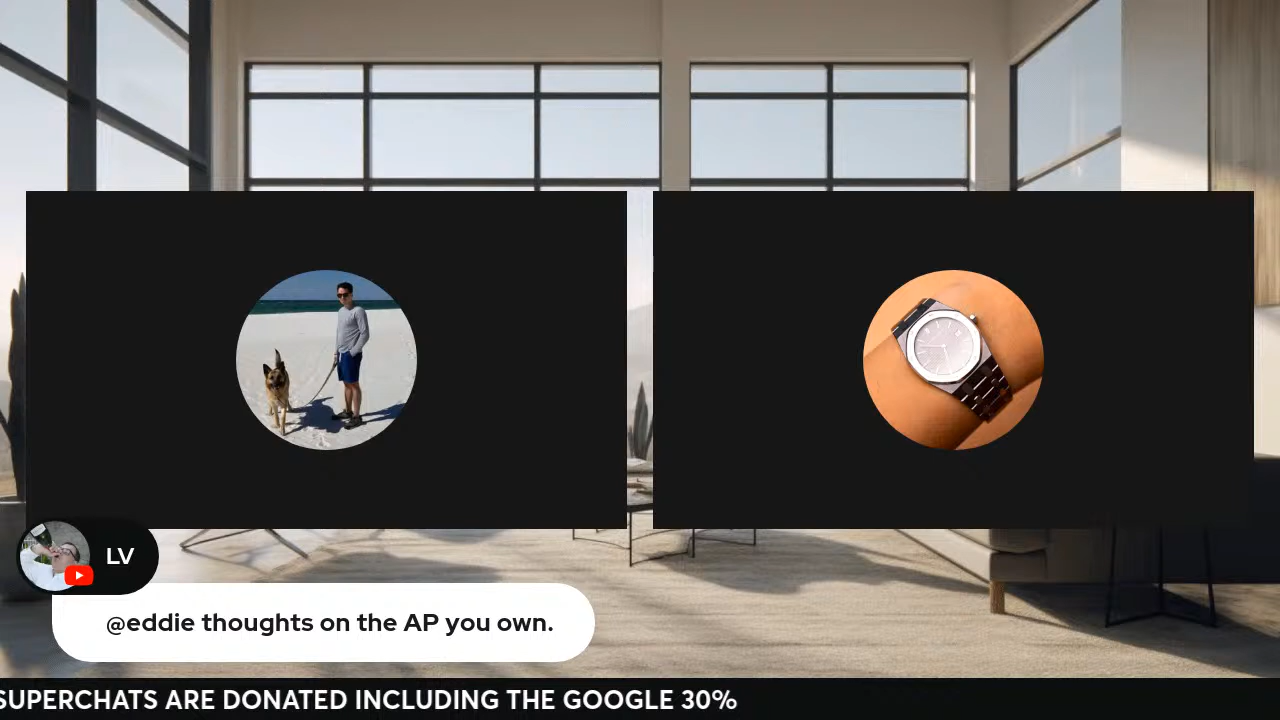 LV
@eddie thoughts on the AP you own.
SUPERCHATS ARE DONATED INCLUDING THE GOOGLE 30%